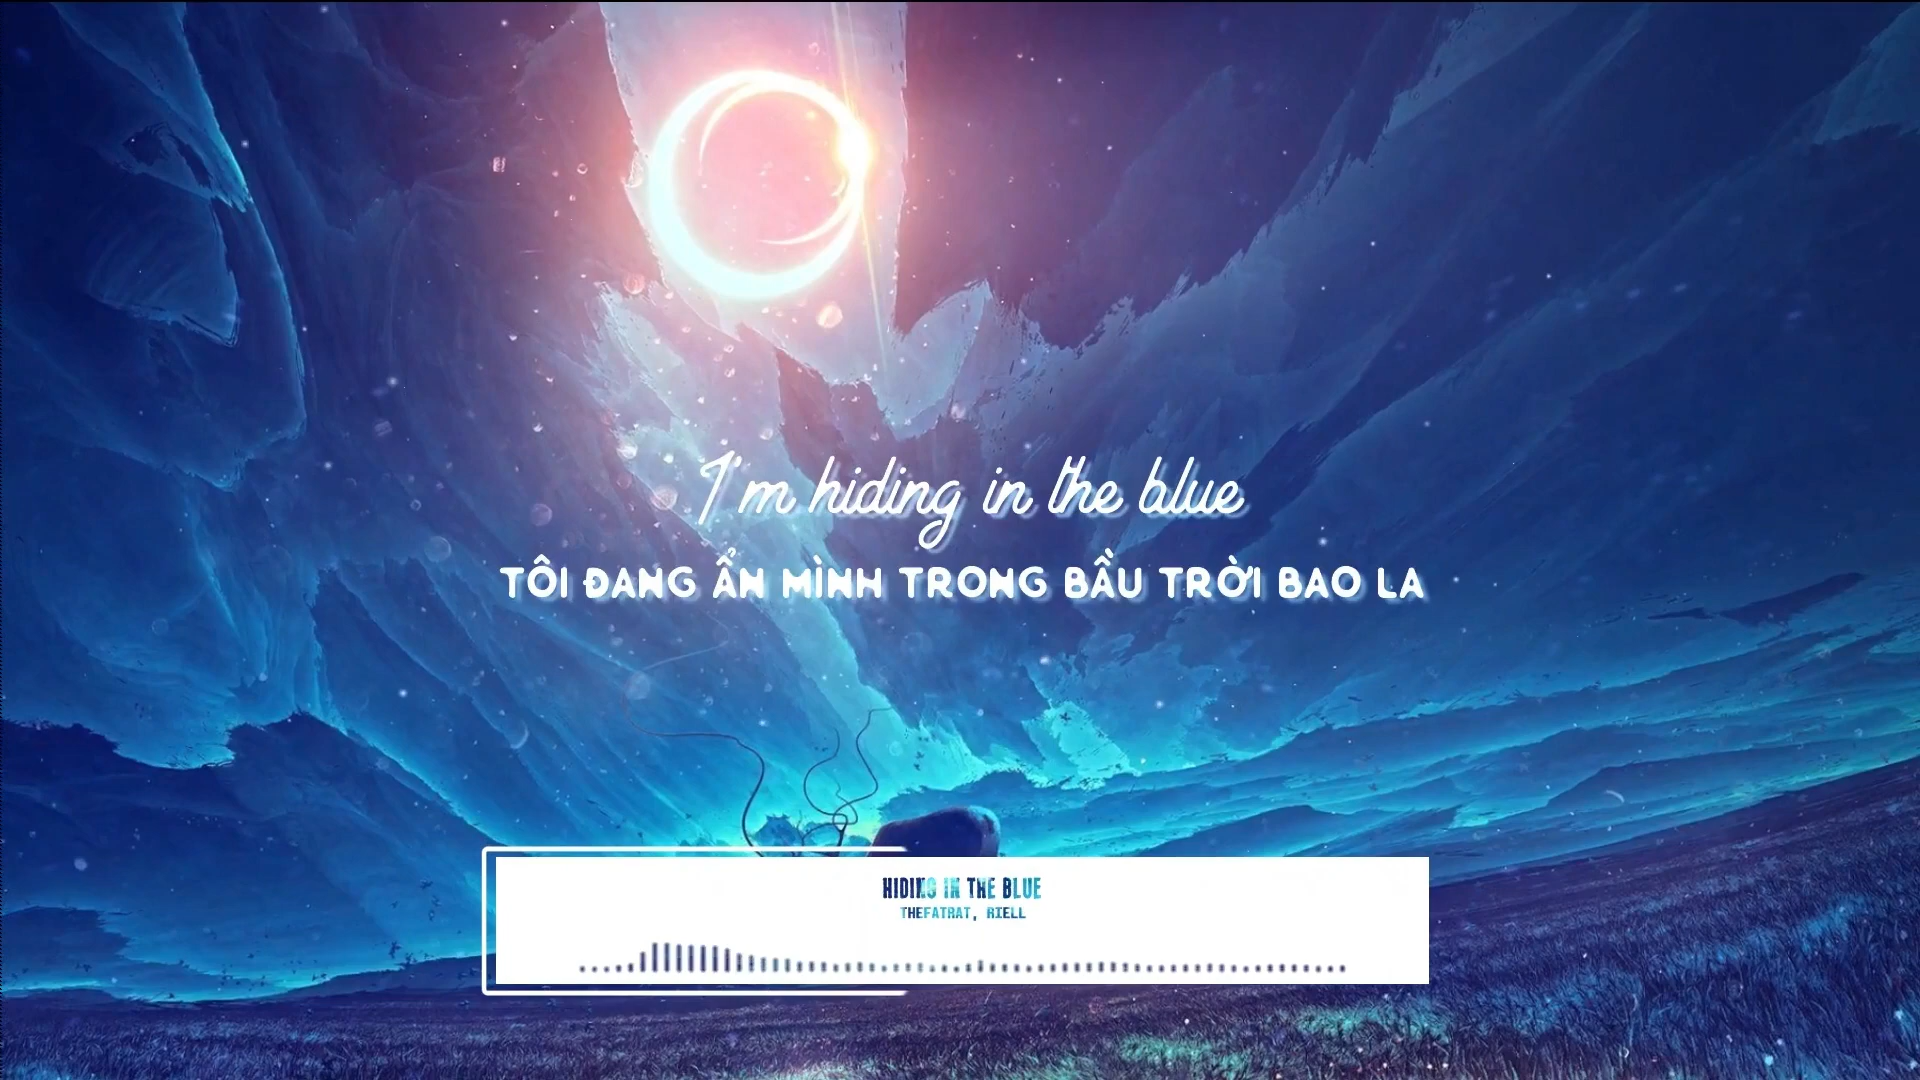 I'm hiding in the blue
TÔI ĐANG ẨN MÌNH TRONG BẦU TRỜI BAO LA
HIDING IN THE BLUE
THEFATRAT, RIELL